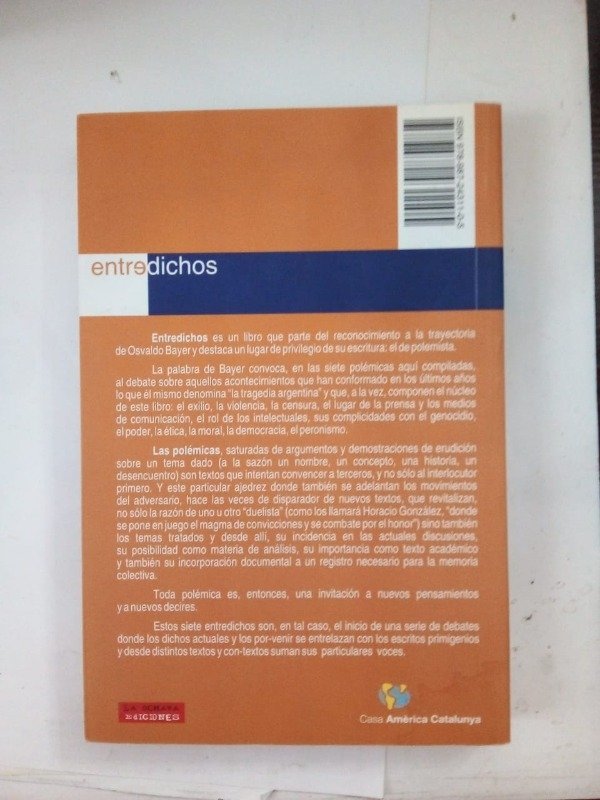 ISBN 978-987-24311-0-5
entredichos
Entredichos es un libro que parte del reconocimiento a la trayectoria
de Osvaldo Bayer y destaca un lugar de privilegio de su escritura: el de polemista.
La palabra de Bayer convoca, en las siete polémicas aquí compiladas,
al debate sobre aquellos acontecimientos que han conformado en los últimos años
lo que él mismo denomina “la tragedia argentina” y que, a la vez, componen el núcleo
de este libro: el exilio, la violencia, la censura, el lugar de la prensa y los medios
de comunicación, el rol de los intelectuales, sus complicidades con el genocidio,
el poder, la ética, la moral, la democracia, el peronismo.
Las polémicas, saturadas de argumentos y demostraciones de erudición
sobre un tema dado (a la sazón un nombre, un concepto, una historia, un
desencuentro) son textos que intentan convencer a terceros, y no sólo al interlocutor
primero. Y este particular ajedrez donde también se adelantan los movimientos
del adversario, hace las veces de disparador de nuevos textos, que revitalizan,
no sólo la razón de uno u otro “duelista” (como los llamará Horacio González, “donde
se pone en juego el magma de convicciones y se combate por el honor”) sino también
los temas tratados y desde allí, su incidencia en las actuales discusiones,
su posibilidad como materia de análisis, su importancia como texto académico
y también su incorporación documental a un registro necesario para la memoria
colectiva.
Toda polémica es, entonces, una invitación a nuevos pensamientos
y a nuevos decires.
Estos siete entredichos son, en tal caso, el inicio de una serie de debates
donde los dichos actuales y los por-venir se entrelazan con los escritos primigenios
y desde distintos textos y con-textos suman sus particulares voces.
EDICIONES
Casa Amèrica Catalunya